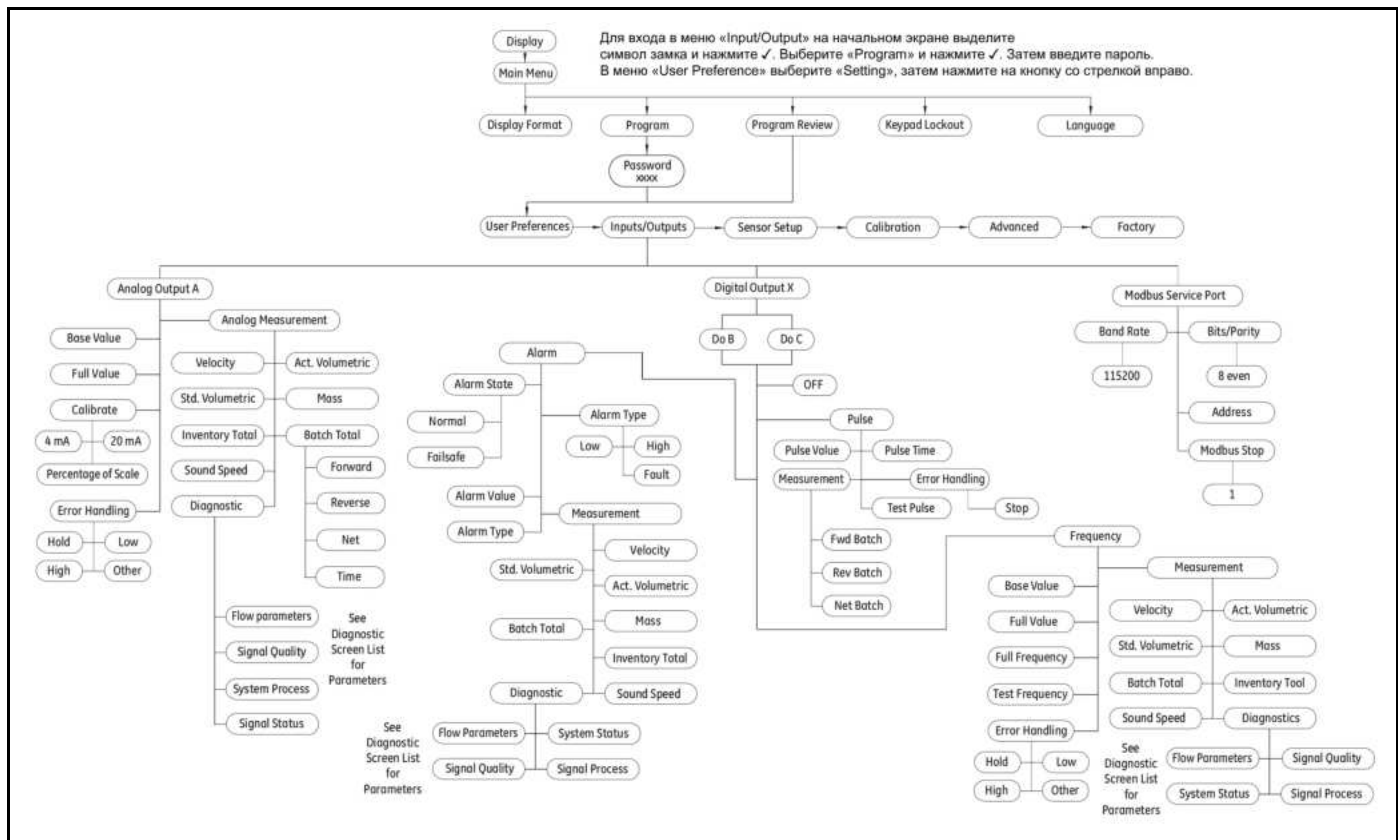 Для входа в меню «Input/Output» на начальном экране выделите
символ замка и нажмите ✓. Выберите «Program» и нажмите ✓. Затем введите пароль.
В меню «User Preference» выберите «Setting», затем нажмите на кнопку со стрелкой вправо.
Display
Main Menu
Display Format
Program
Program Review
Keypad Lockout
Language
Password
xxxx
User Preferences
Inputs/Outputs
Sensor Setup
Calibration
Advanced
Factory
Analog Output A
Base Value
Full Value
Calibrate
4 mA
20 mA
Percentage of Scale
Error Handling
Hold
Low
High
Other
Analog Measurement
Velocity
Act. Volumetric
Std. Volumetric
Mass
Inventory Total
Batch Total
Sound Speed
Forward
Reverse
Net
Time
Diagnostic
Flow parameters
Signal Quality
System Process
Signal Status
See
Diagnostic
Screen List
for
Parameters
Digital Output X
Do B
Do C
OFF
Alarm
Alarm State
Normal
Failsafe
Alarm Type
Low
High
Fault
Alarm Value
Alarm Type
Measurement
Velocity
Std. Volumetric
Act. Volumetric
Mass
Batch Total
Inventory Total
Diagnostic
Sound Speed
Flow Parameters
System Status
Signal Quality
Signal Process
See
Diagnostic
Screen List
for
Parameters
Pulse
Pulse Value
Pulse Time
Measurement
Error Handling
Test Pulse
Stop
Fwd Batch
Rev Batch
Net Batch
Frequency
Base Value
Full Value
Full Frequency
Test Frequency
Error Handling
Hold
Low
High
Other
Measurement
Velocity
Act. Volumetric
Std. Volumetric
Mass
Batch Total
Inventory Tool
Sound Speed
Diagnostics
Flow Parameters
Signal Quality
System Status
Signal Process
See
Diagnostic
Screen List
for
Parameters
Modbus Service Port
Band Rate
Bits/Parity
115200
8 even
Address
Modbus Stop
1